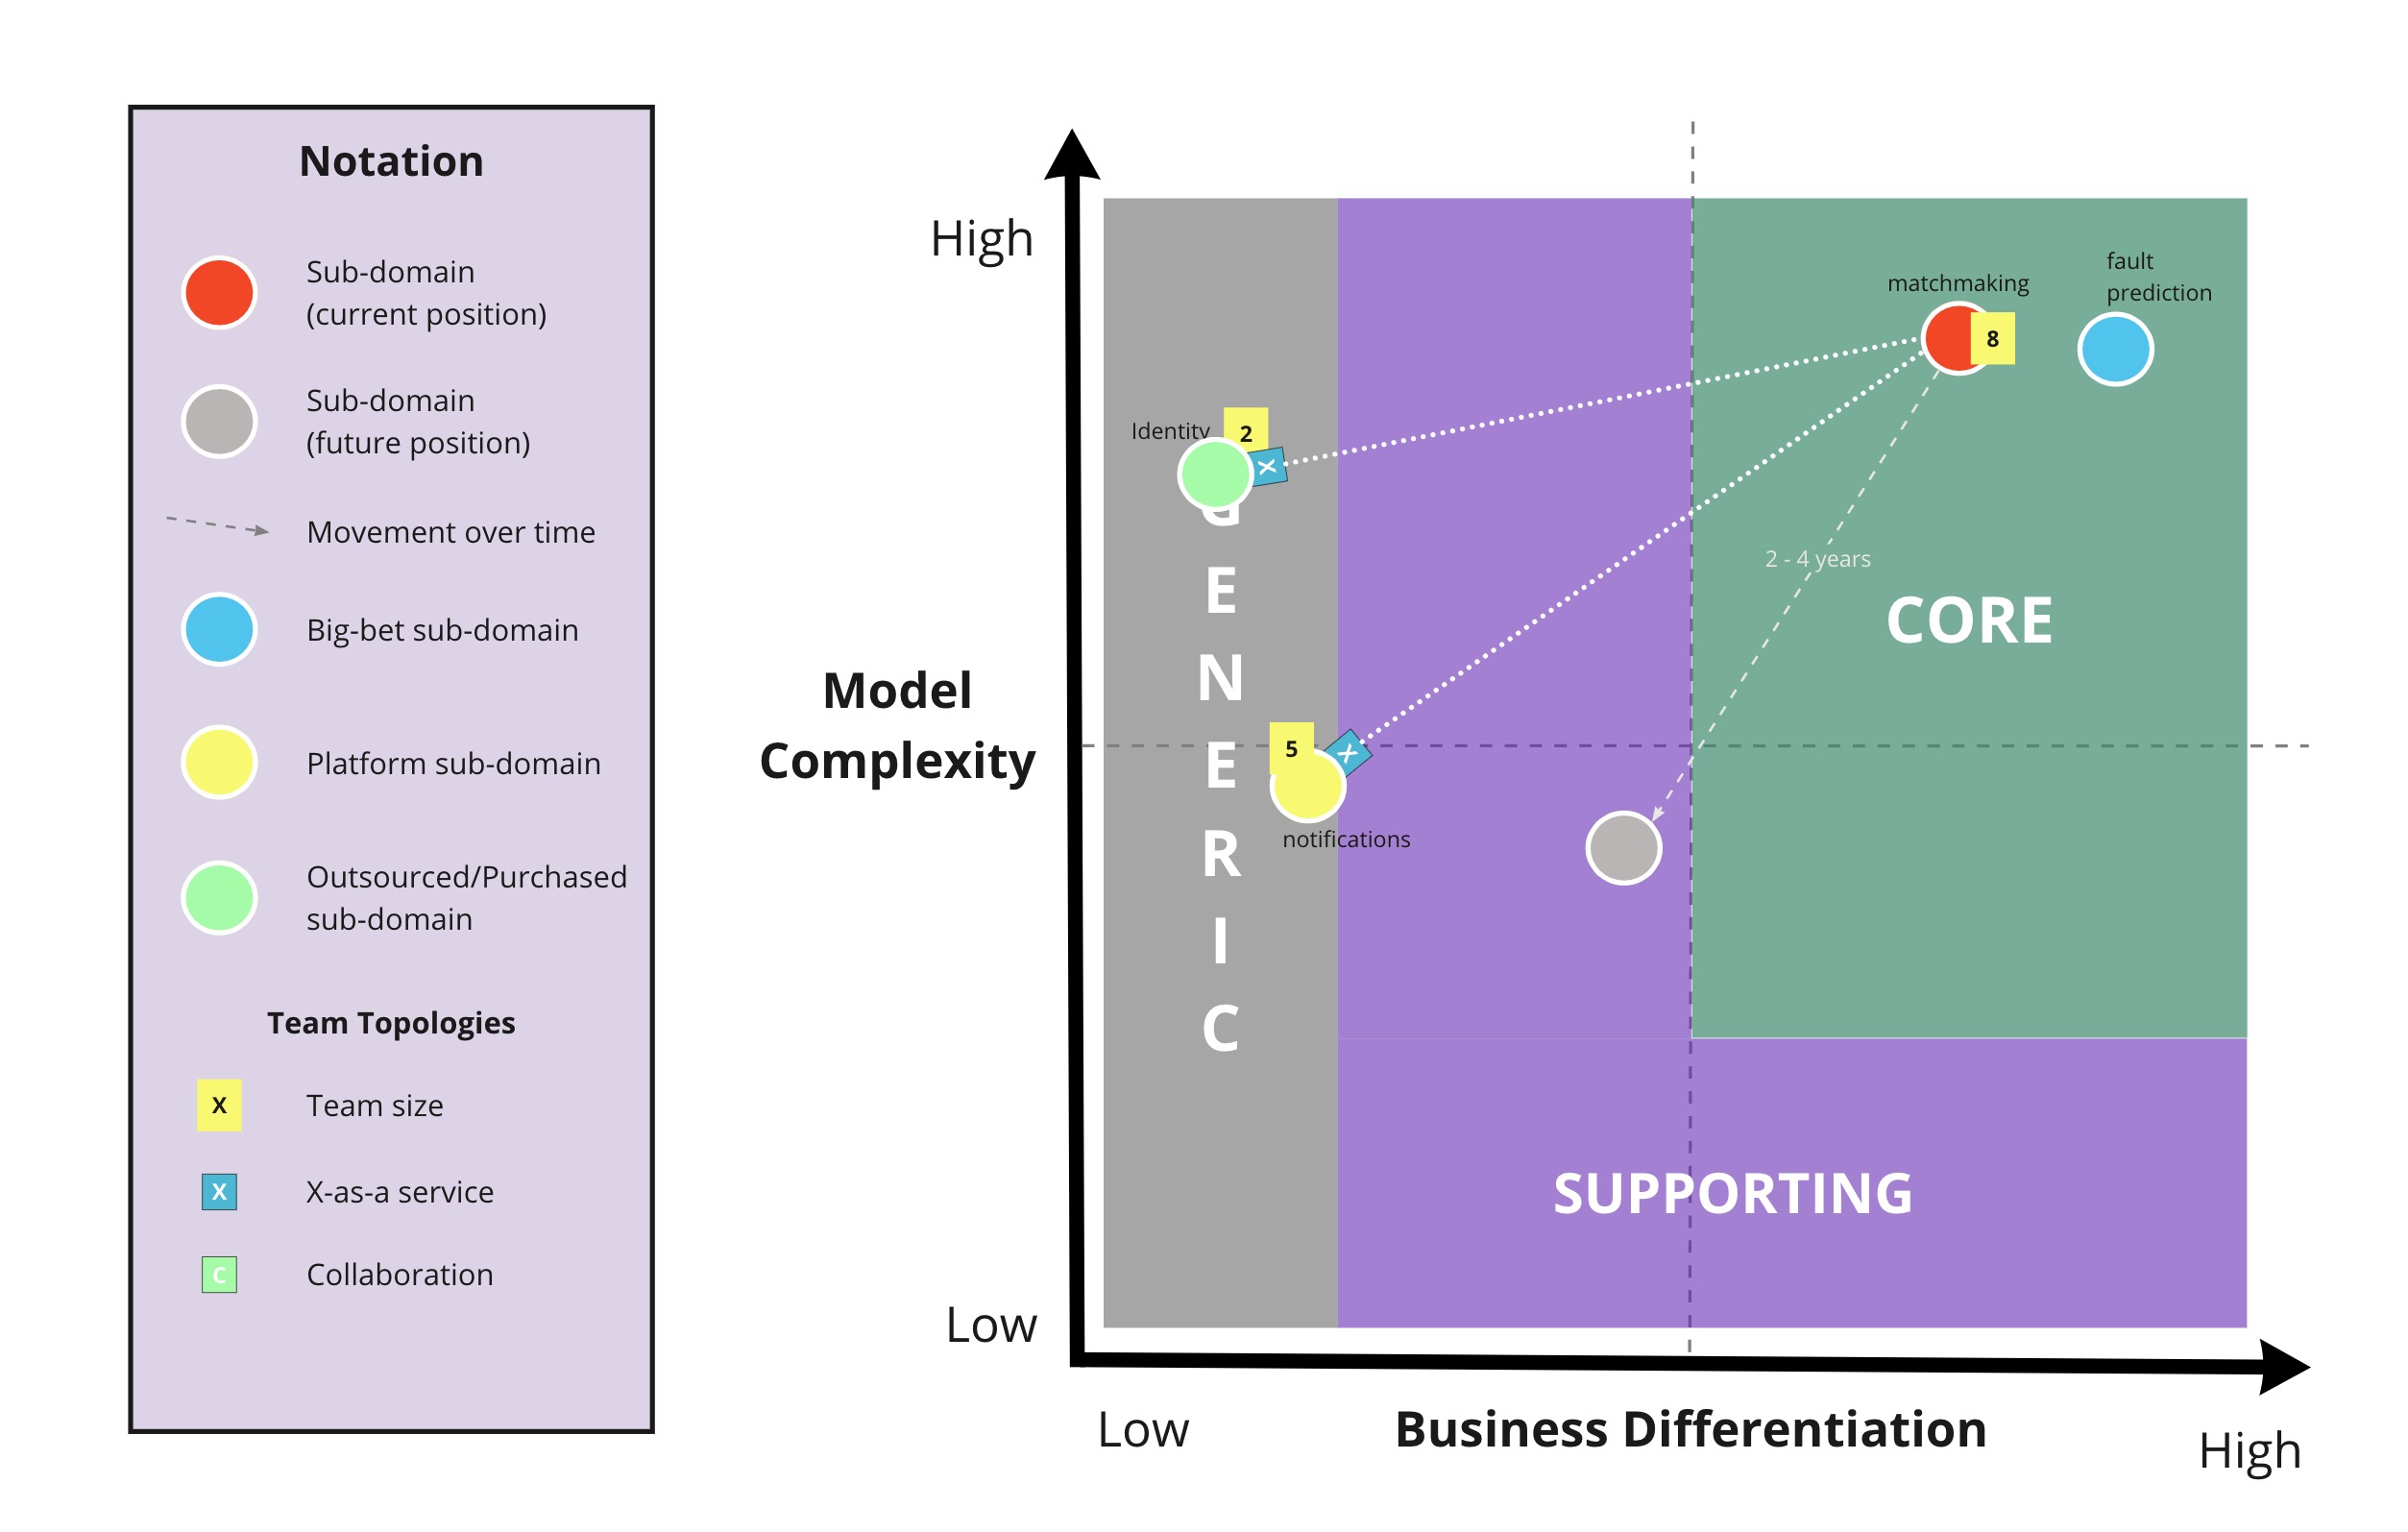 Notation
Sub-domain
(current position)
Sub-domain
(future position)
Movement over time
Big-bet sub-domain
Platform sub-domain
Outsourced/Purchased
sub-domain
Team Topologies
X
Team size
X
X-as-a service
C
Collaboration
High
Model
Complexity
Low
Low
Business Differentiation
High
fault
prediction
matchmaking
8
Identity
2
X
2 - 4 years
CORE
5
X
notifications
G
E
N
E
R
I
C
SUPPORTING